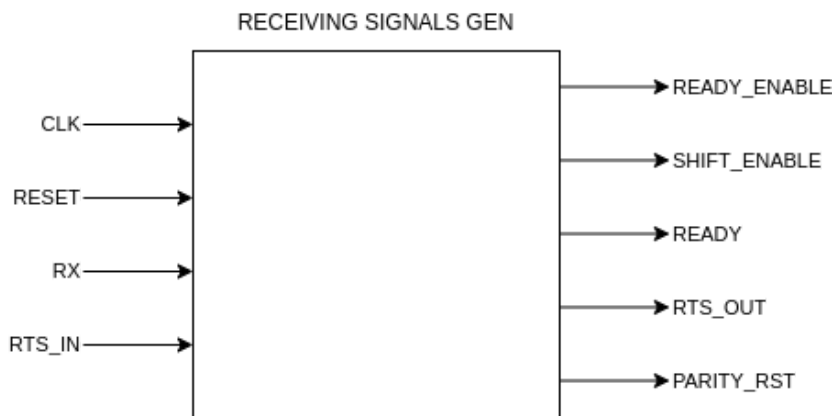 RECEIVING SIGNALS GEN
CLK
RESET
RX
RTS_IN
READY_ENABLE
SHIFT_ENABLE
READY
RTS_OUT
PARITY_RST